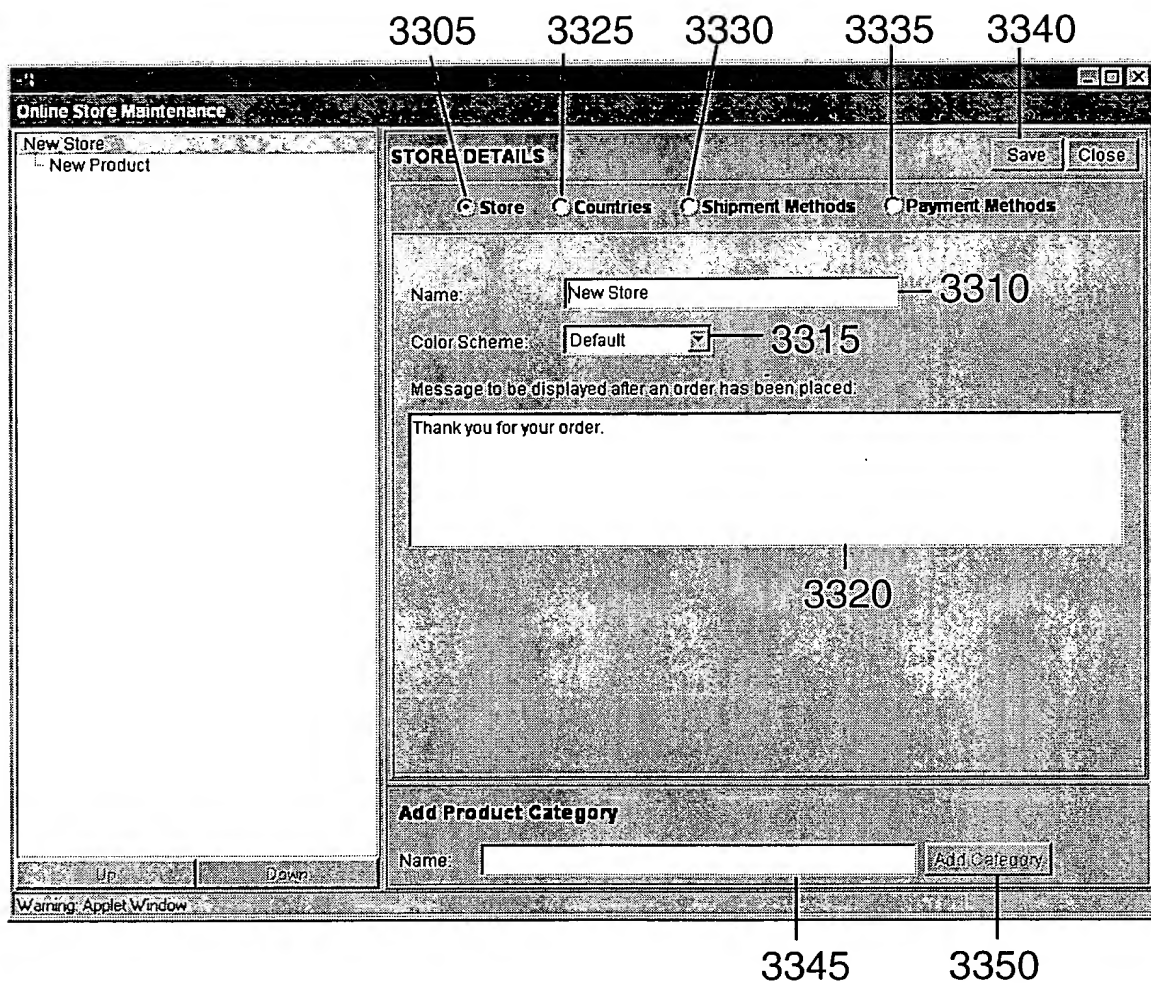 3305 3325 3330 3335 3340
Online Store Maintenance
New Store
New Product
STORE DETAILS
Save Close
Store Countries Shipment Methods Payment Methods
Name: New Store 3310
Color Scheme: Default 3315
Message to be displayed after an order has been placed:
Thank you for your order.
3320
Add Product Category
Name: Add Category
Up Down
Warning: Applet Window
3345 3350